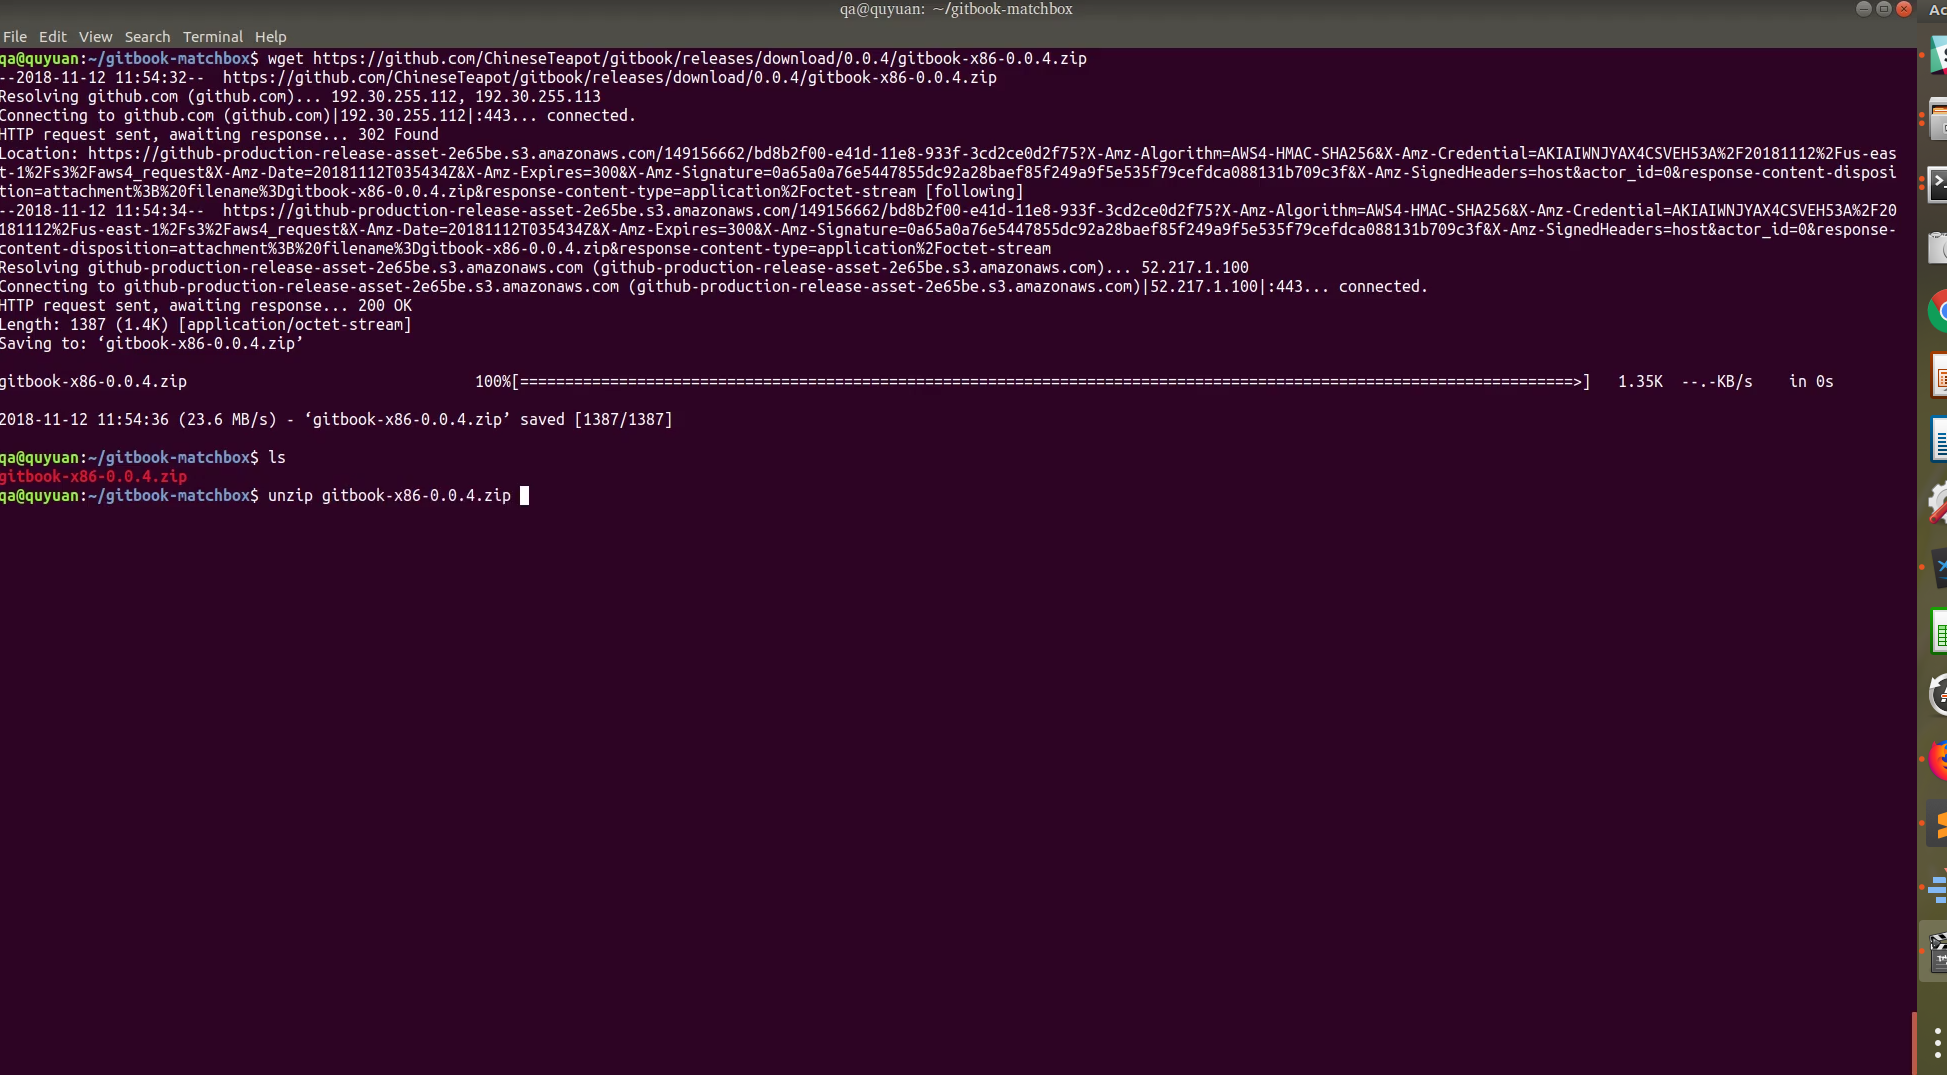 qa@quyuan: ~/gitbook-matchbox
Ac
File Edit View Search Terminal Help
qa@quyuan:~/gitbook-matchbox$ wget https://github.com/ChineseTeapot/gitbook/releases/download/0.0.4/gitbook-x86-0.0.4.zip
--2018-11-12 11:54:32--  https://github.com/ChineseTeapot/gitbook/releases/download/0.0.4/gitbook-x86-0.0.4.zip
Resolving github.com (github.com)... 192.30.255.112, 192.30.255.113
Connecting to github.com (github.com)|192.30.255.112|:443... connected.
HTTP request sent, awaiting response... 302 Found
Location: https://github-production-release-asset-2e65be.s3.amazonaws.com/149156662/bd8b2f00-e41d-11e8-933f-3cd2ce0d2f75?X-Amz-Algorithm=AWS4-HMAC-SHA256&X-Amz-Credential=AKIAIWNJYAX4CSVEH53A%2F20181112%2Fus-eas
t-1%2Fs3%2Faws4_request&X-Amz-Date=20181112T035434Z&X-Amz-Expires=300&X-Amz-Signature=0a65a0a76e5447855dc92a28baef85f249a9f5e535f79cefdca088131b709c3f&X-Amz-SignedHeaders=host&actor_id=0&response-content-disposi
tion=attachment%3B%20filename%3Dgitbook-x86-0.0.4.zip&response-content-type=application%2Foctet-stream [following]
--2018-11-12 11:54:34--  https://github-production-release-asset-2e65be.s3.amazonaws.com/149156662/bd8b2f00-e41d-11e8-933f-3cd2ce0d2f75?X-Amz-Algorithm=AWS4-HMAC-SHA256&X-Amz-Credential=AKIAIWNJYAX4CSVEH53A%2F20
181112%2Fus-east-1%2Fs3%2Faws4_request&X-Amz-Date=20181112T035434Z&X-Amz-Expires=300&X-Amz-Signature=0a65a0a76e5447855dc92a28baef85f249a9f5e535f79cefdca088131b709c3f&X-Amz-SignedHeaders=host&actor_id=0&response-
content-disposition=attachment%3B%20filename%3Dgitbook-x86-0.0.4.zip&response-content-type=application%2Foctet-stream
Resolving github-production-release-asset-2e65be.s3.amazonaws.com (github-production-release-asset-2e65be.s3.amazonaws.com)... 52.217.1.100
Connecting to github-production-release-asset-2e65be.s3.amazonaws.com (github-production-release-asset-2e65be.s3.amazonaws.com)|52.217.1.100|:443... connected.
HTTP request sent, awaiting response... 200 OK
Length: 1387 (1.4K) [application/octet-stream]
Saving to: ‘gitbook-x86-0.0.4.zip’
gitbook-x86-0.0.4.zip 100%[=====================================================================================================================>] 1.35K --.-KB/s in 0s
2018-11-12 11:54:36 (23.6 MB/s) - ‘gitbook-x86-0.0.4.zip’ saved [1387/1387]
qa@quyuan:~/gitbook-matchbox$ ls
gitbook-x86-0.0.4.zip
qa@quyuan:~/gitbook-matchbox$ unzip gitbook-x86-0.0.4.zip